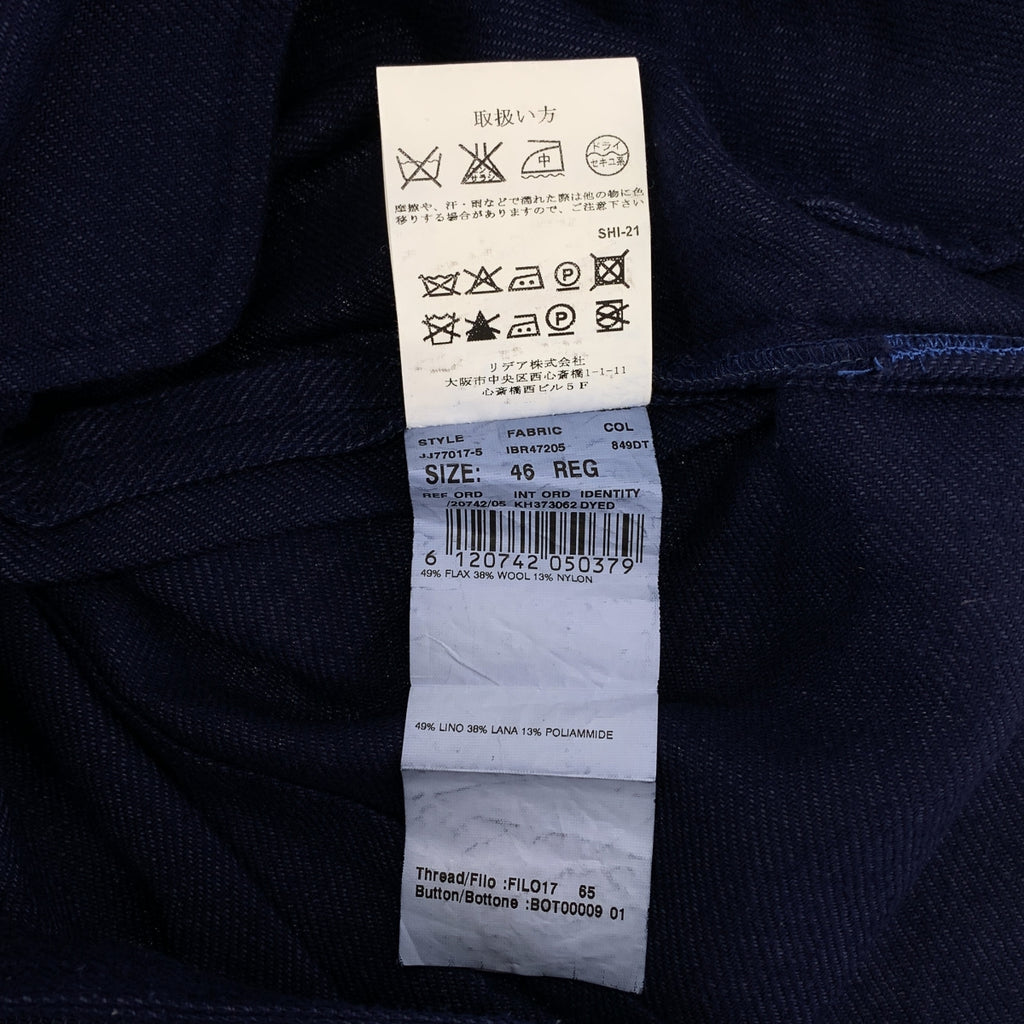 取扱い方
サラシ
中
ドライ
セキユ系
摩擦や、汗・雨などで濡れた際は他の物に色
移りする場合がありますので、ご注意下さい
SHI-21
P
P
リデア株式会社
大阪市中央区西心斎橋1-1-11
心斎橋西ビル5F
STYLE FABRIC COL
JJ77017-5 IBR47205 849DT
SIZE: 46 REG
REF ORD INT ORD IDENTITY
/20742/05 KH373062 DYED
6 120742 050379
49% FLAX 38% WOOL 13% NYLON
49% LINO 38% LANA 13% POLIAMMIDE
Thread/Filo :FILO17 65
Button/Bottone :BOT00009 01